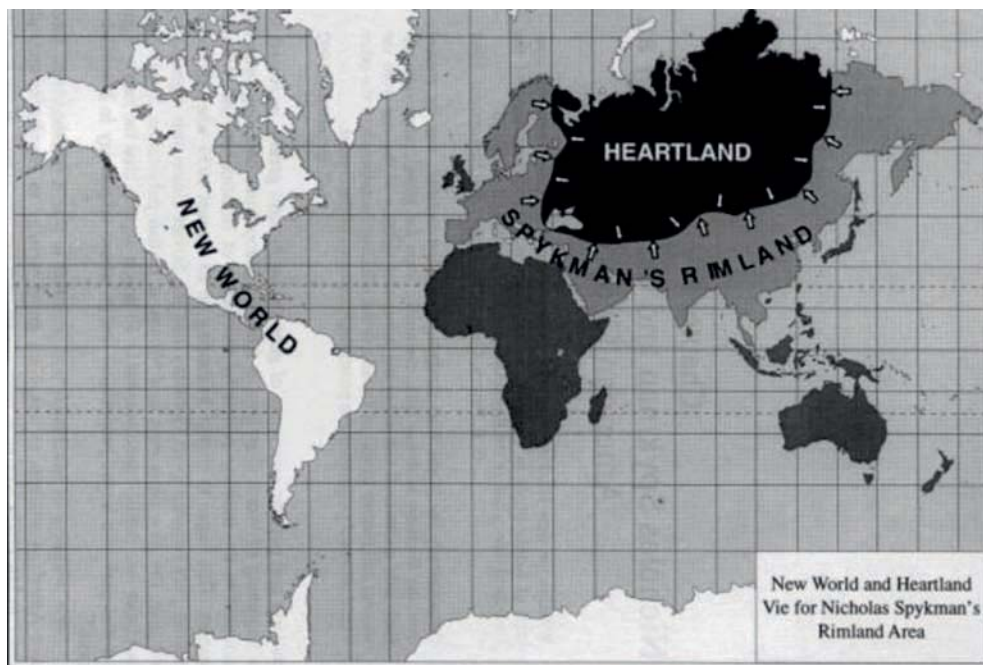 NEW WORLD
HEARTLAND
SPYKMAN'S RIMLAND
New World and Heartland
Vie for Nicholas Spykman's
Rimland Area